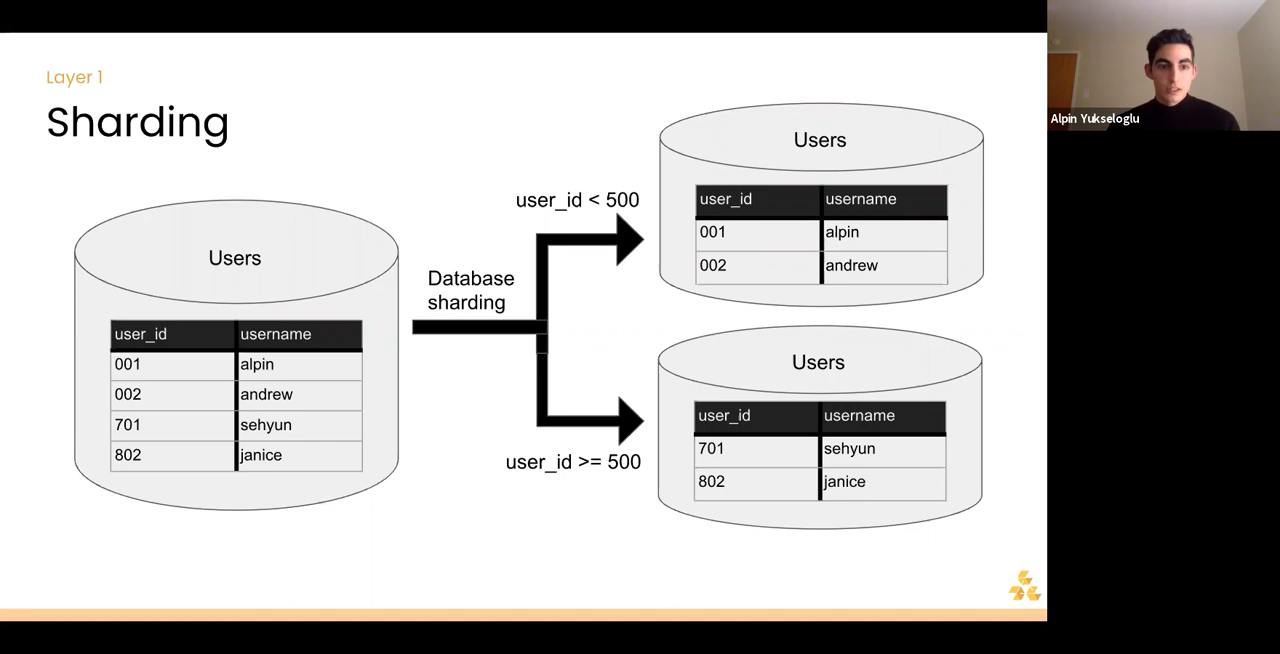 Layer 1
Sharding
Users
user_id username
001 alpin
002 andrew
701 sehyun
802 janice
Database
sharding
user_id < 500
user_id >= 500
Users
user_id username
001 alpin
002 andrew
Users
user_id username
701 sehyun
802 janice
Alpin Yukseloglu